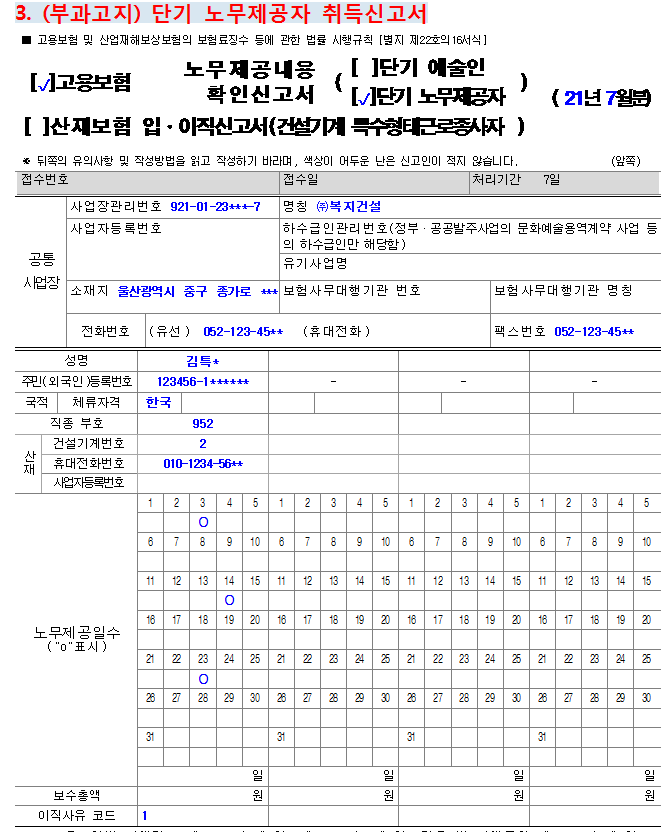 3. (부과고지) 단기 노무제공자 취득신고서
■ 고용보험 및 산업재해보상보험의 보험료징수 등에 관한 법률 시행규칙 [별지 제22호의16서식]
[✓]고용보험 노무제공내용 확인신고서 ( [ ]단기 예술인 [✓]단기 노무제공자 ) ( 21년 7월분)
[ ]산재보험 입·이직신고서(건설기계 특수형태근로종사자 )
※ 뒤쪽의 유의사항 및 작성방법을 읽고 작성하기 바라며, 색상이 어두운 난은 신고인이 적지 않습니다. (앞쪽)
접수번호 접수일 처리기간 7일
공통 사업장
사업장관리번호 921-01-23***-7 명칭 ㈜복지건설
사업자등록번호 하수급인관리번호(정부·공공발주사업의 문화예술용역계약 사업 등
의 하수급인만 해당함)
유기사업명
소재지 울산광역시 중구 종가로 *** 보험사무대행기관 번호 보험사무대행기관 명칭
전화번호 (유선) 052-123-45** (휴대전화) 팩스번호 052-123-45**
성명 김특*
주민(외국인)등록번호 123456-1****** - - -
국적 체류자격 한국
직종 부호 952
산재
건설기계번호 2
휴대전화번호 010-1234-56**
사업자등록번호
노무제공일수
("o"표시)
1 2 3 4 5 1 2 3 4 5 1 2 3 4 5 1 2 3 4 5
O
6 7 8 9 10 6 7 8 9 10 6 7 8 9 10 6 7 8 9 10
11 12 13 14 15 11 12 13 14 15 11 12 13 14 15 11 12 13 14 15
O
16 17 18 19 20 16 17 18 19 20 16 17 18 19 20 16 17 18 19 20
21 22 23 24 25 21 22 23 24 25 21 22 23 24 25 21 22 23 24 25
O
26 27 28 29 30 26 27 28 29 30 26 27 28 29 30 26 27 28 29 30
31 31 31 31
일 일 일 일
보수총액 원 원 원 원
이직사유 코드 1